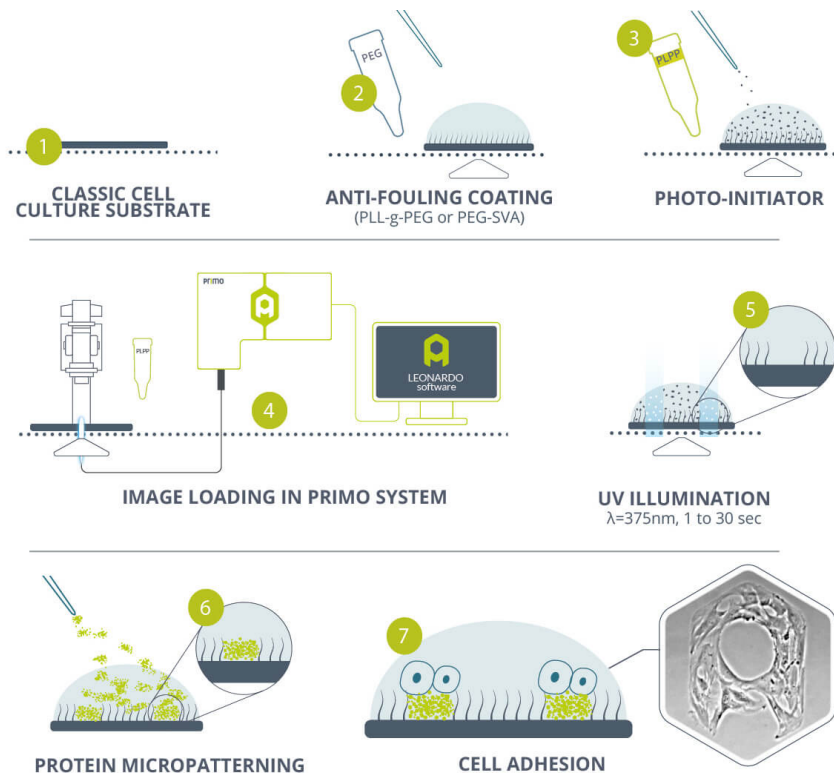 1
CLASSIC CELL
CULTURE SUBSTRATE
PEG
2
ANTI-FOULING COATING
(PLL-g-PEG or PEG-SVA)
3
PLPP
PHOTO-INITIATOR
primo
PLPP
LEONARDO
software
4
IMAGE LOADING IN PRIMO SYSTEM
5
UV ILLUMINATION
λ=375nm, 1 to 30 sec
6
PROTEIN MICROPATTERNING
7
CELL ADHESION